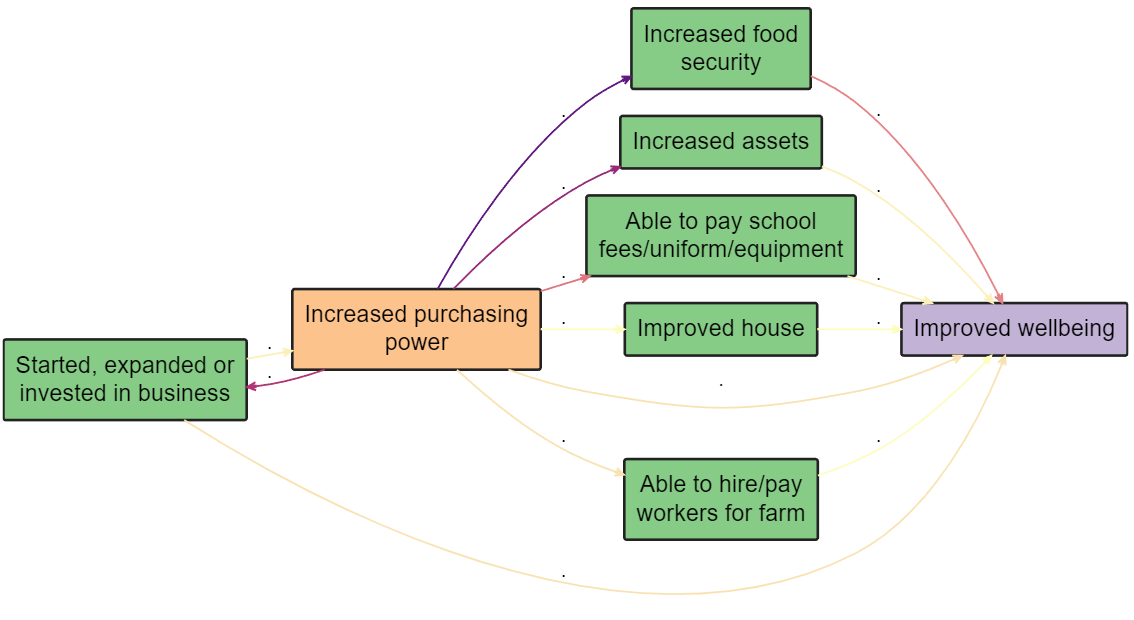 Increased food
security
Increased assets
Able to pay school
fees/uniform/equipment
Increased purchasing
power
Improved house
Improved wellbeing
Started, expanded or
invested in business
Able to hire/pay
workers for farm